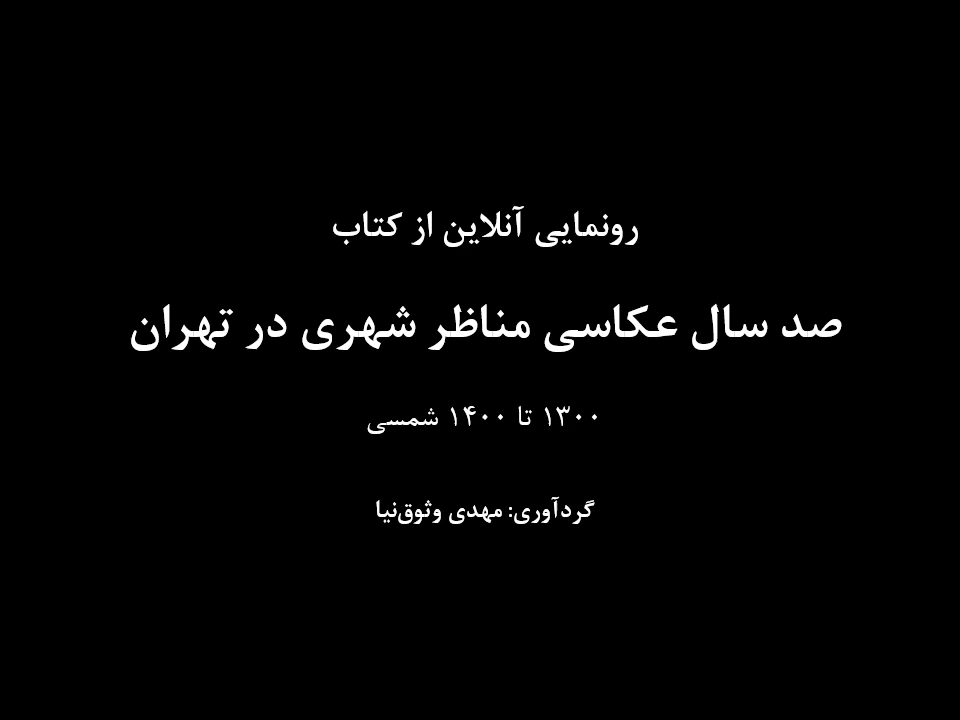 رونمایی آنلاین از کتاب
صد سال عکاسی مناظر شهری در تهران
۱۳۰۰ تا ۱۴۰۰ شمسی
گردآوری: مهدی وثوق‌نیا